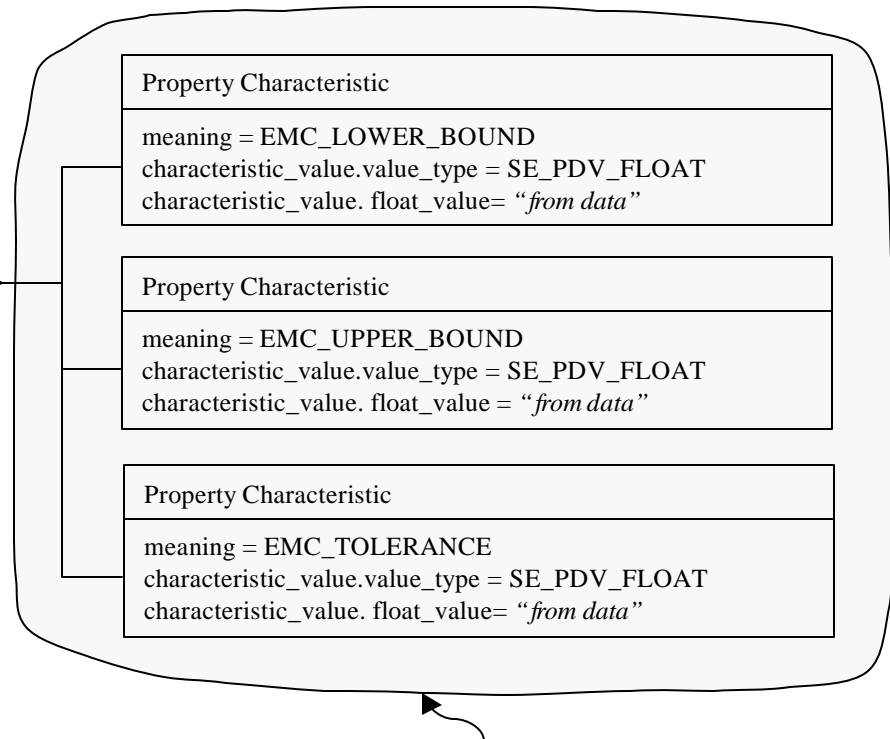 Property Characteristic
meaning = EMC_LOWER_BOUND
characteristic_value.value_type = SE_PDV_FLOAT
characteristic_value. float_value= “from data”
Property Characteristic
meaning = EMC_UPPER_BOUND
characteristic_value.value_type = SE_PDV_FLOAT
characteristic_value. float_value = “from data”
Property Characteristic
meaning = EMC_TOLERANCE
characteristic_value.value_type = SE_PDV_FLOAT
characteristic_value. float_value= “from data”